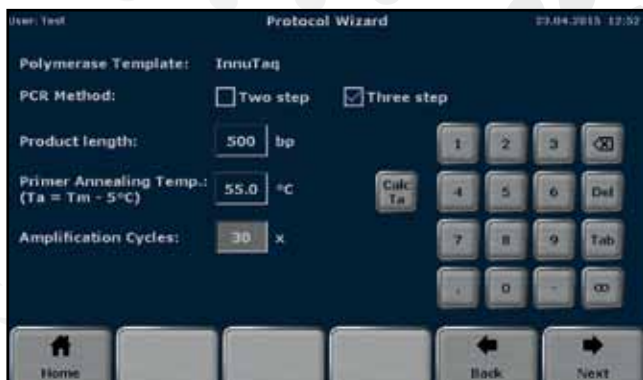 User: Test Protocol Wizard 23.04.2015 12:52
Polymerase Template: InnuTaq
PCR Method: Two step Three step
Product length: 500 bp
Primer Annealing Temp.: 55.0 °C
(Ta = Tm - 5°C)
Calc Ta
Amplification Cycles: 30 x
1 2 3
4 5 6 Del
7 8 9 Tab
. 0 - ∞
Home Back Next